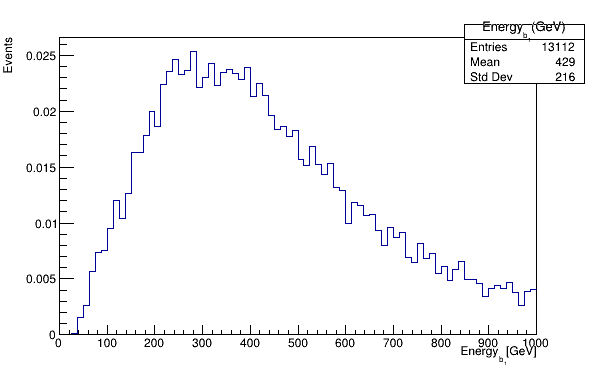 Energy_b_1(GeV)
Entries 13112
Mean 429
Std Dev 216
Events
0.025
0.02
0.015
0.01
0.005
0
0 100 200 300 400 500 600 700 800 900 1000
Energy_b_1[GeV]